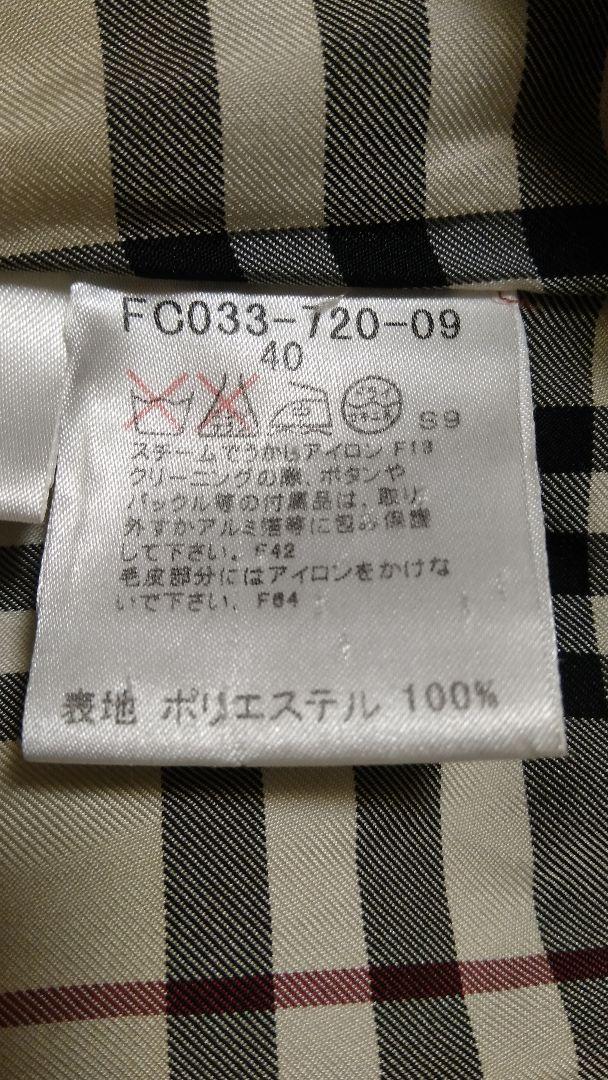 FC033-720-09
40
S9
スチームでうかしアイロン F13
クリーニングの際、ボタンや
バックル等の付属品は、取り
外すかアルミ箔等に包み保護
して下さい。F42
毛皮部分にはアイロンをかけな
いで下さい、F64
表地 ポリエステル 100%